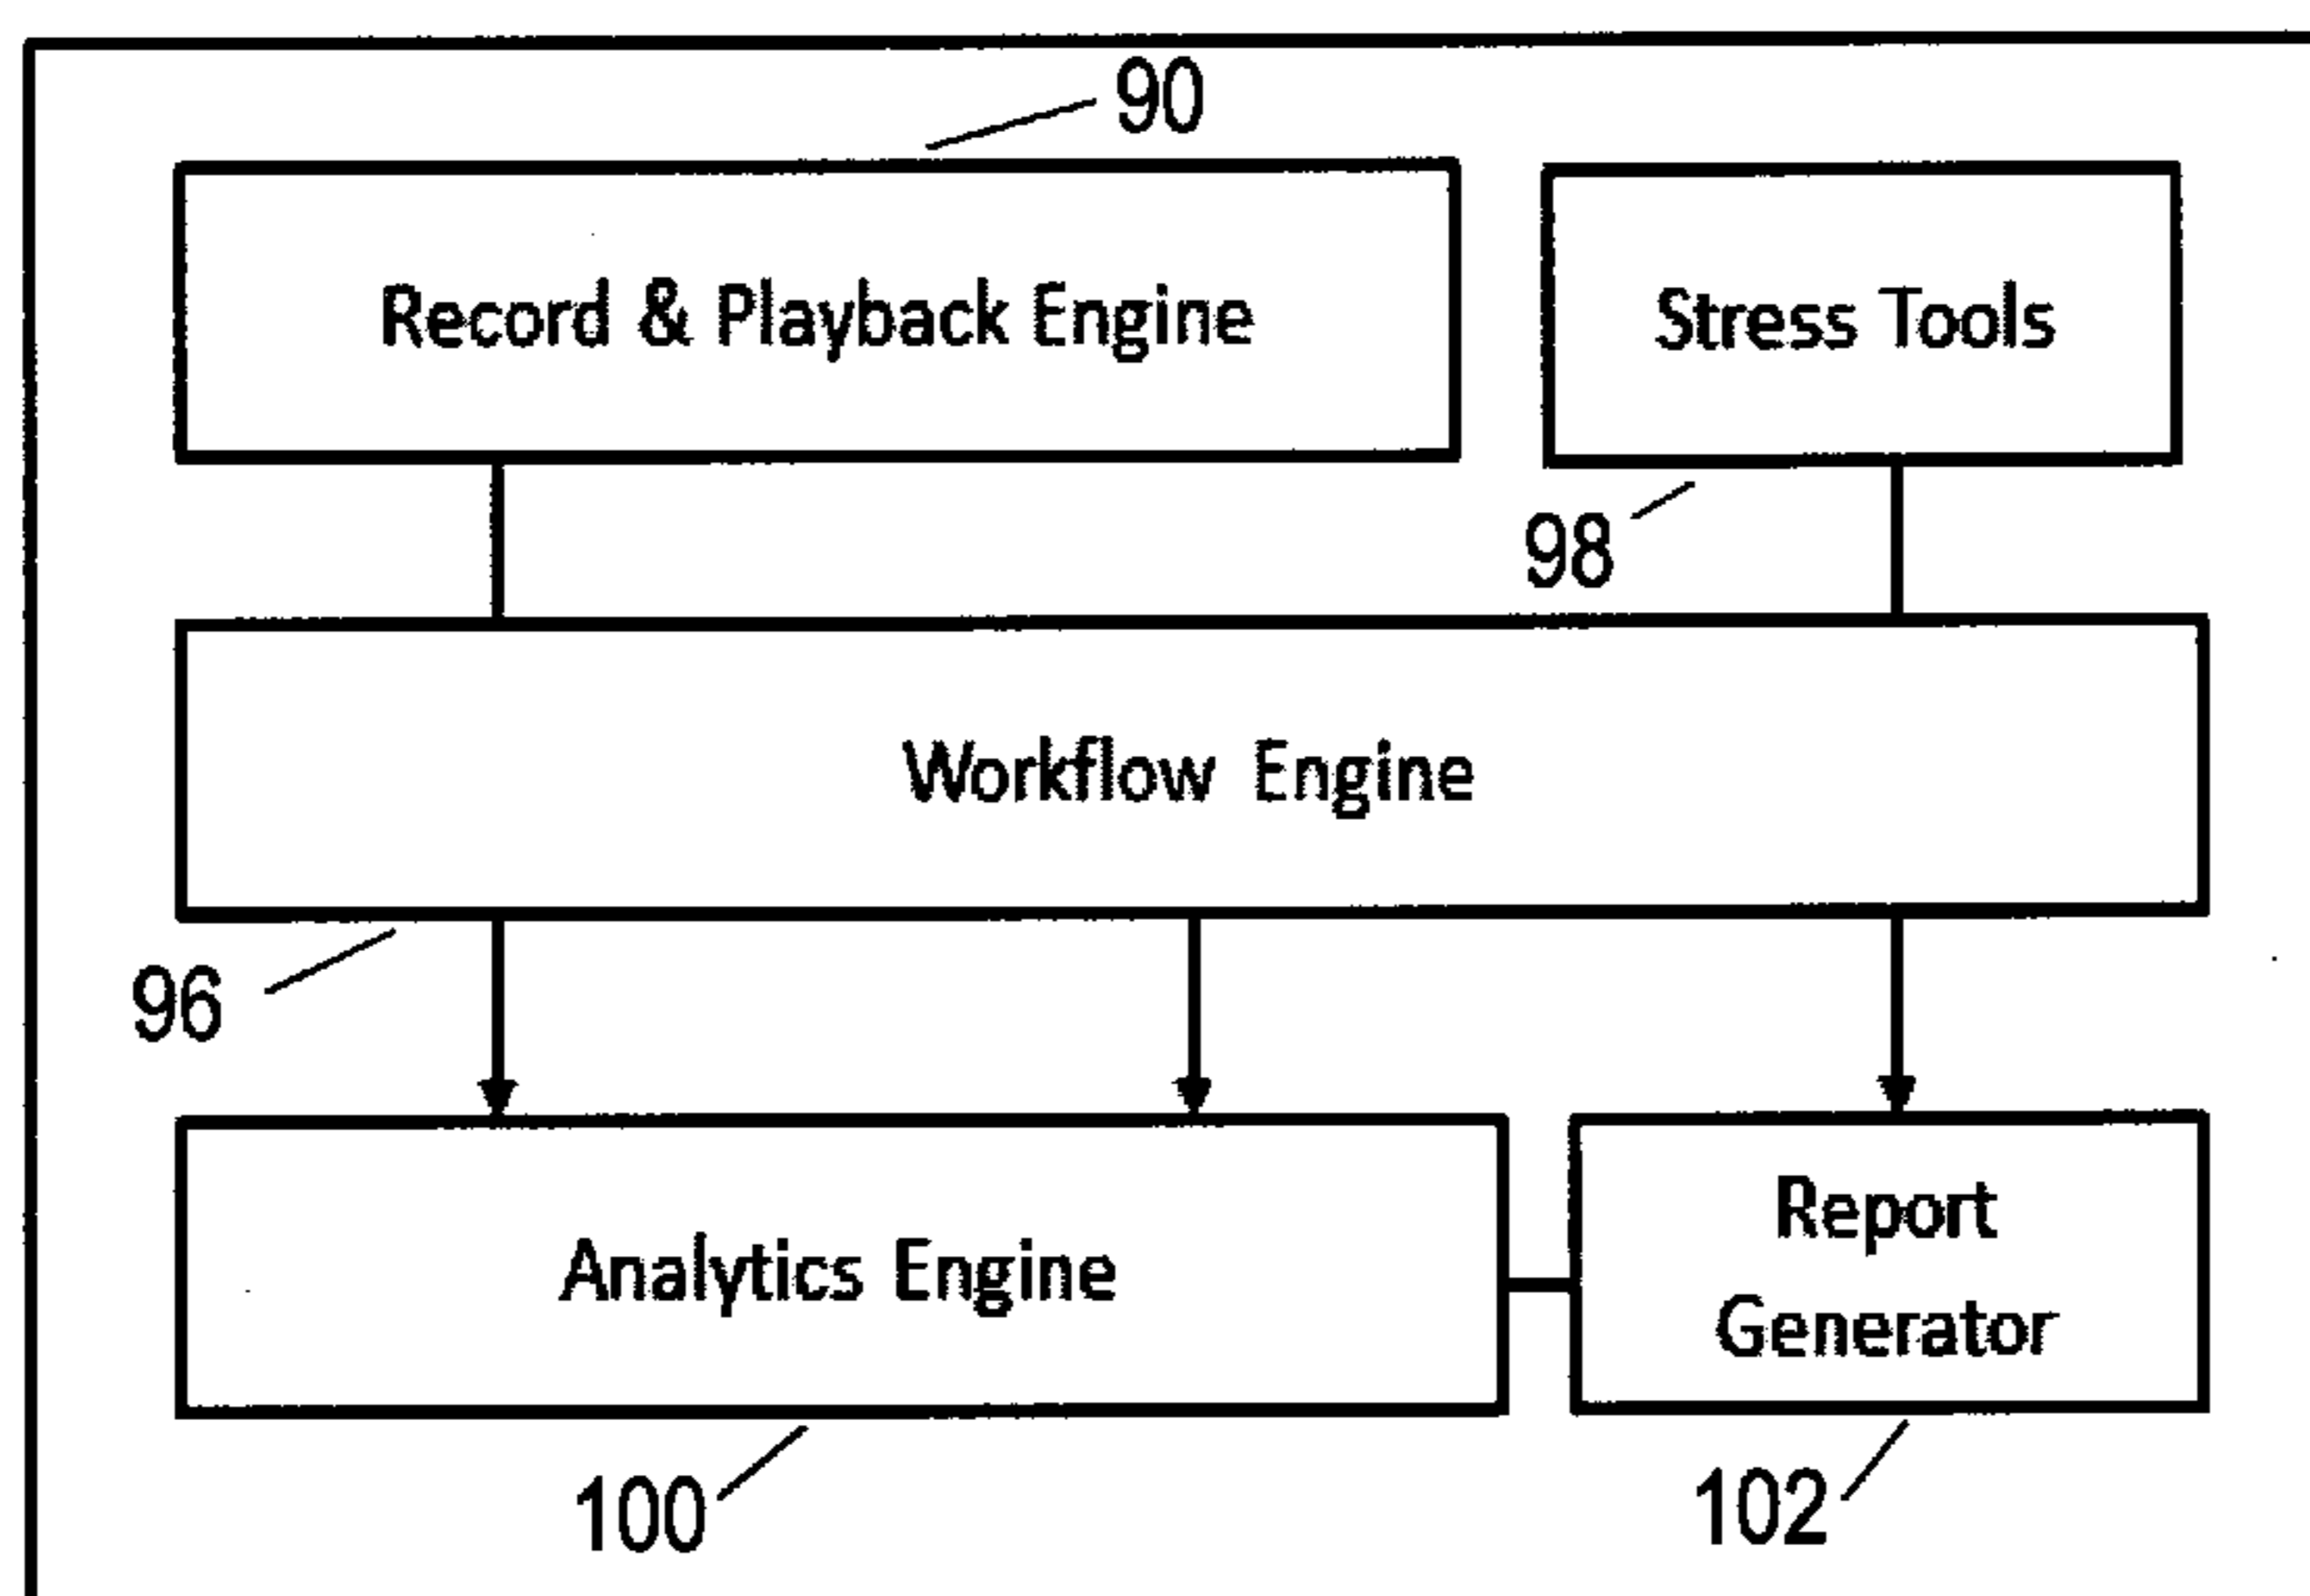 90
Record & Playback Engine
Stress Tools
98
Workflow Engine
96
Analytics Engine
Report
Generator
100
102